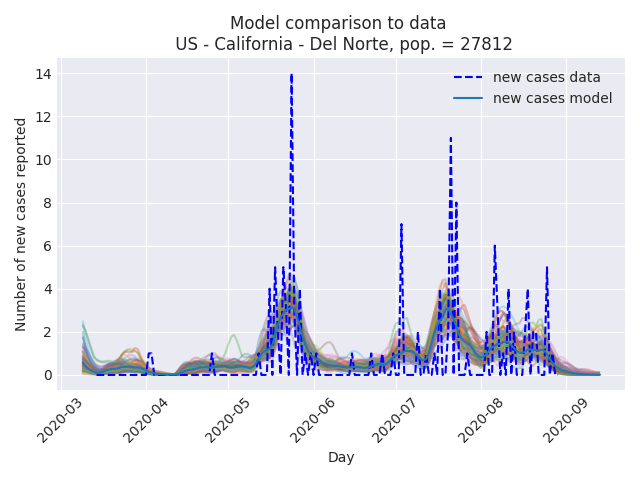 Model comparison to data
US - California - Del Norte, pop. = 27812
new cases data
new cases model
Number of new cases reported
14
12
10
8
6
4
2
0
2020-03
2020-04
2020-05
2020-06
2020-07
2020-08
2020-09
Day